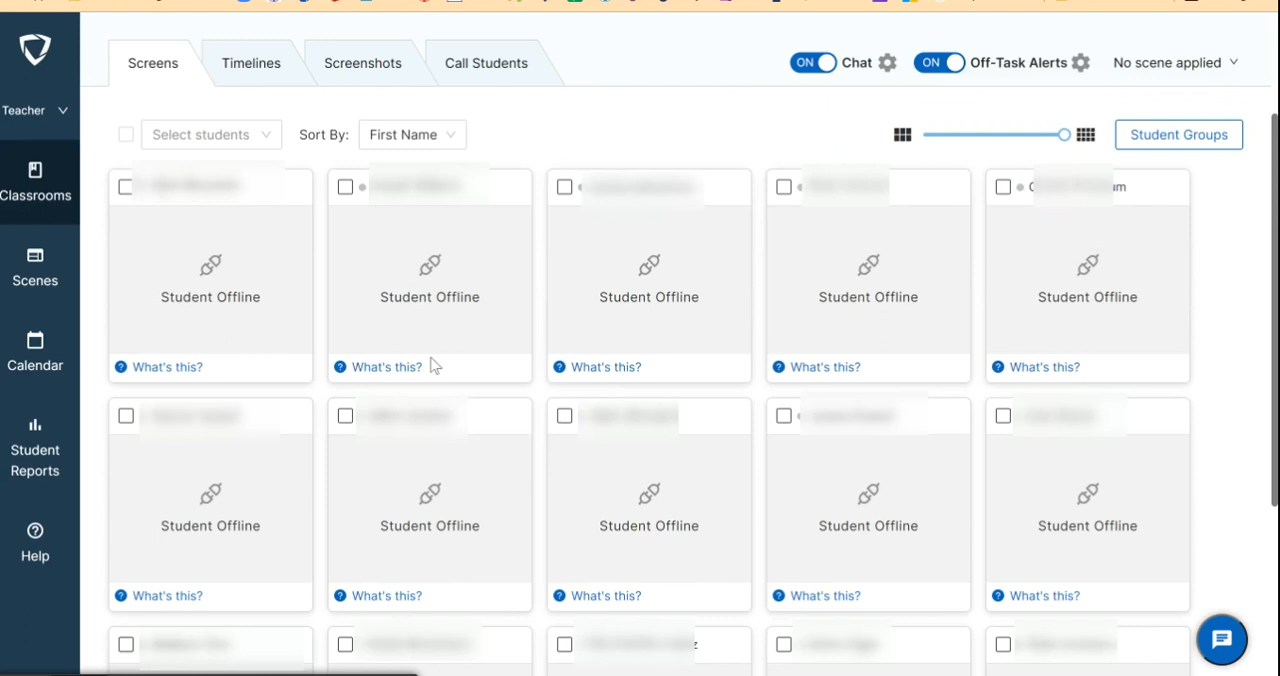 Screens
Timelines
Screenshots
Call Students
ON Chat
ON Off-Task Alerts
No scene applied
Teacher
Classrooms
Scenes
Calendar
Student
Reports
Help
Select students
Sort By:
First Name
Student Groups
Student Offline
Student Offline
Student Offline
Student Offline
Student Offline
? What's this?
? What's this?
? What's this?
? What's this?
? What's this?
Student Offline
Student Offline
Student Offline
Student Offline
Student Offline
? What's this?
? What's this?
? What's this?
? What's this?
? What's this?